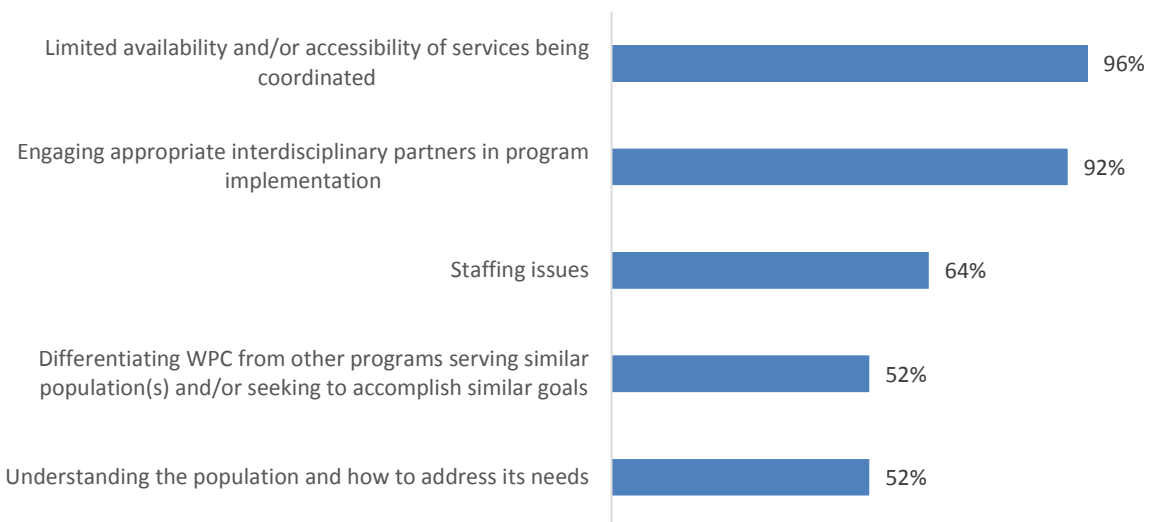 Limited availability and/or accessibility of services being
coordinated
96%
Engaging appropriate interdisciplinary partners in program
implementation
92%
Staffing issues
64%
Differentiating WPC from other programs serving similar
population(s) and/or seeking to accomplish similar goals
52%
Understanding the population and how to address its needs
52%